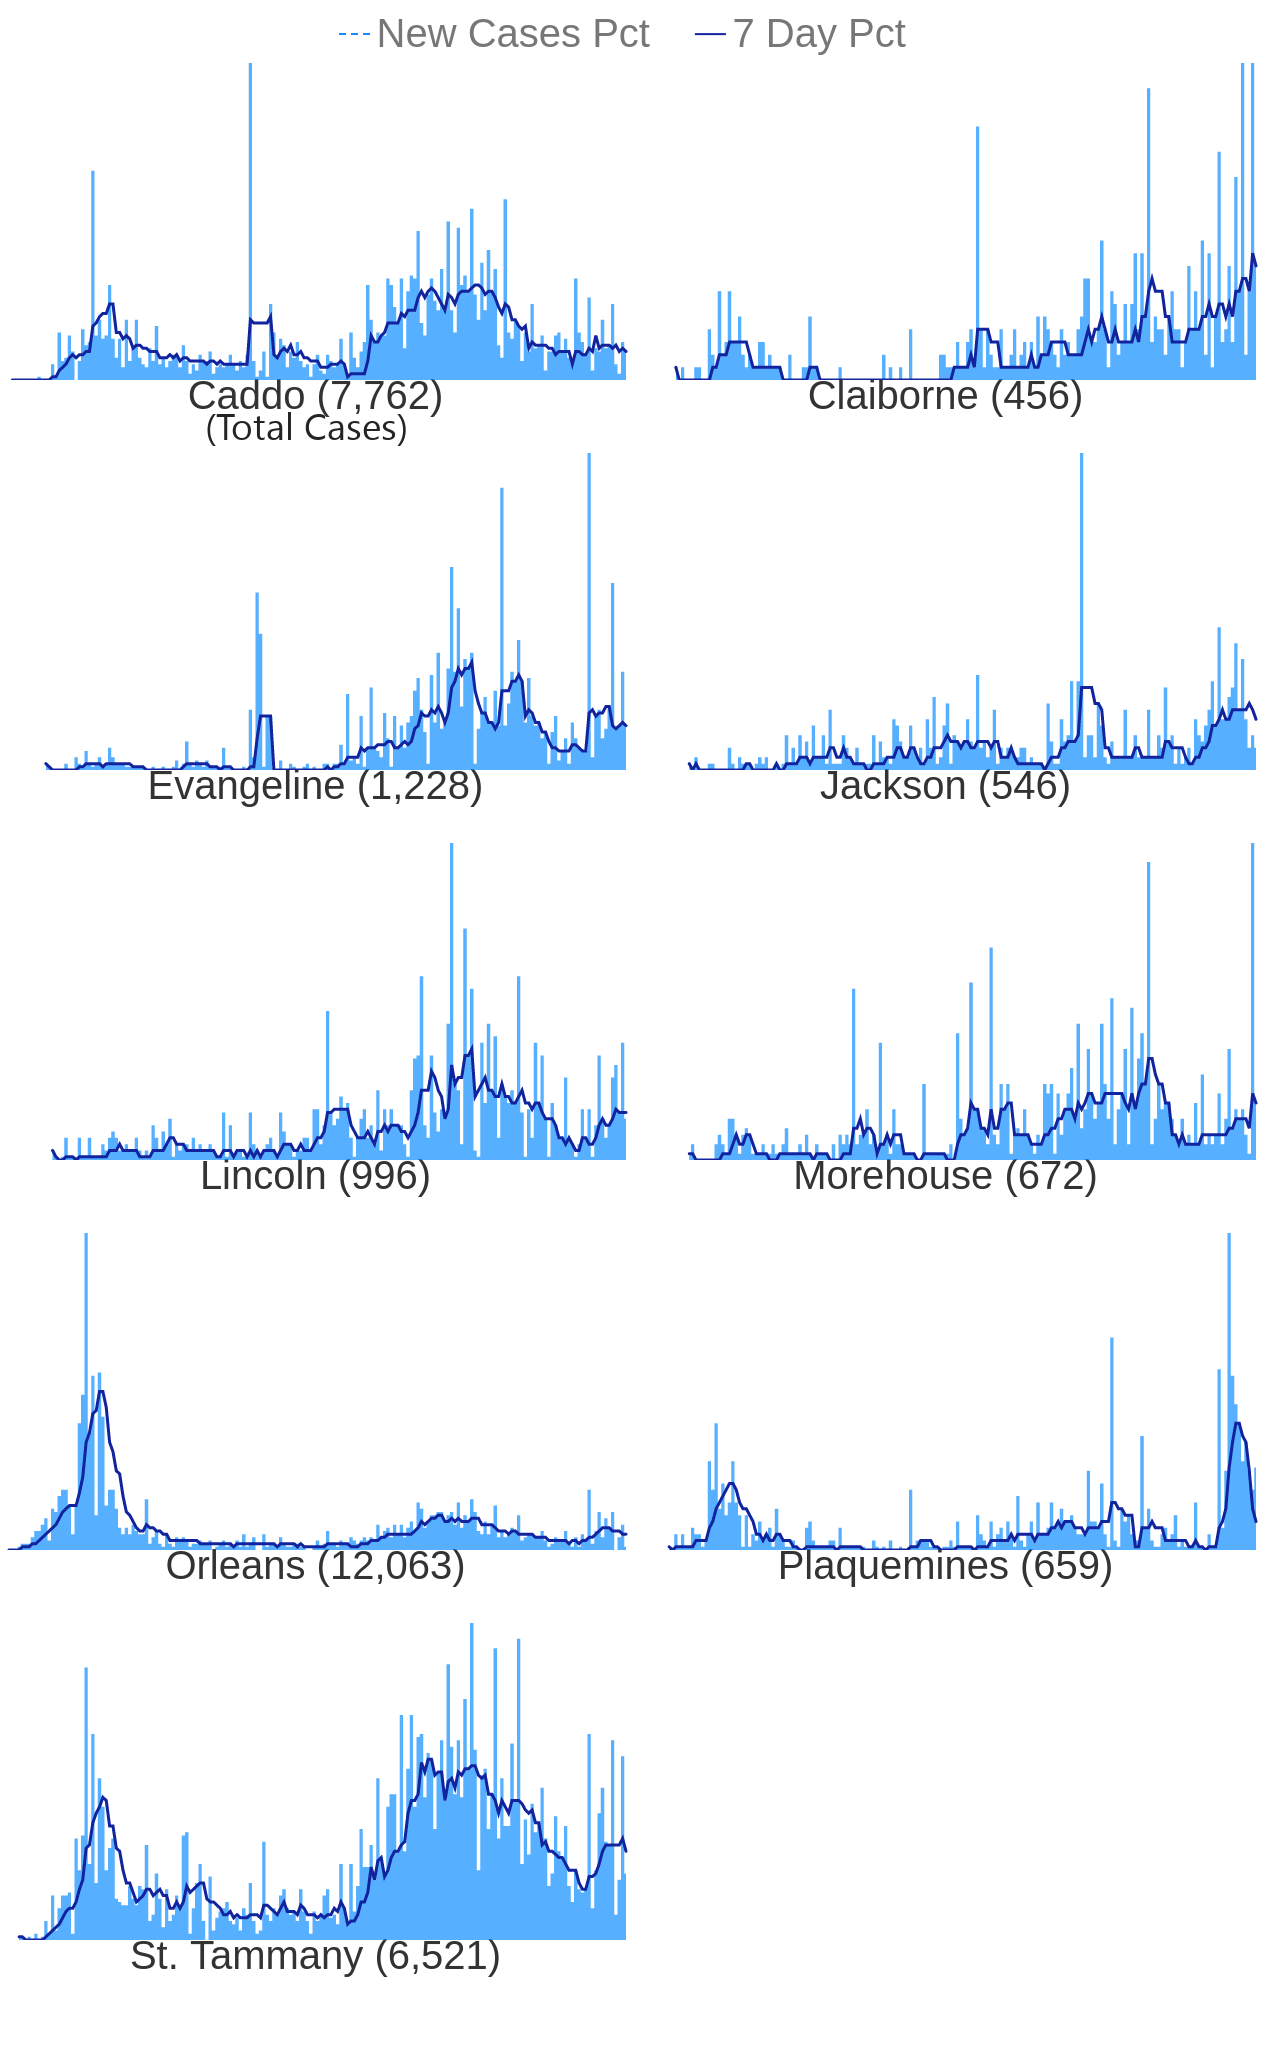 New Cases Pct 7 Day Pct
Caddo (7,762) Claiborne (456)
(Total Cases)
Evangeline (1,228) Jackson (546)
Lincoln (996) Morehouse (672)
Orleans (12,063) Plaquemines (659)
St. Tammany (6,521)